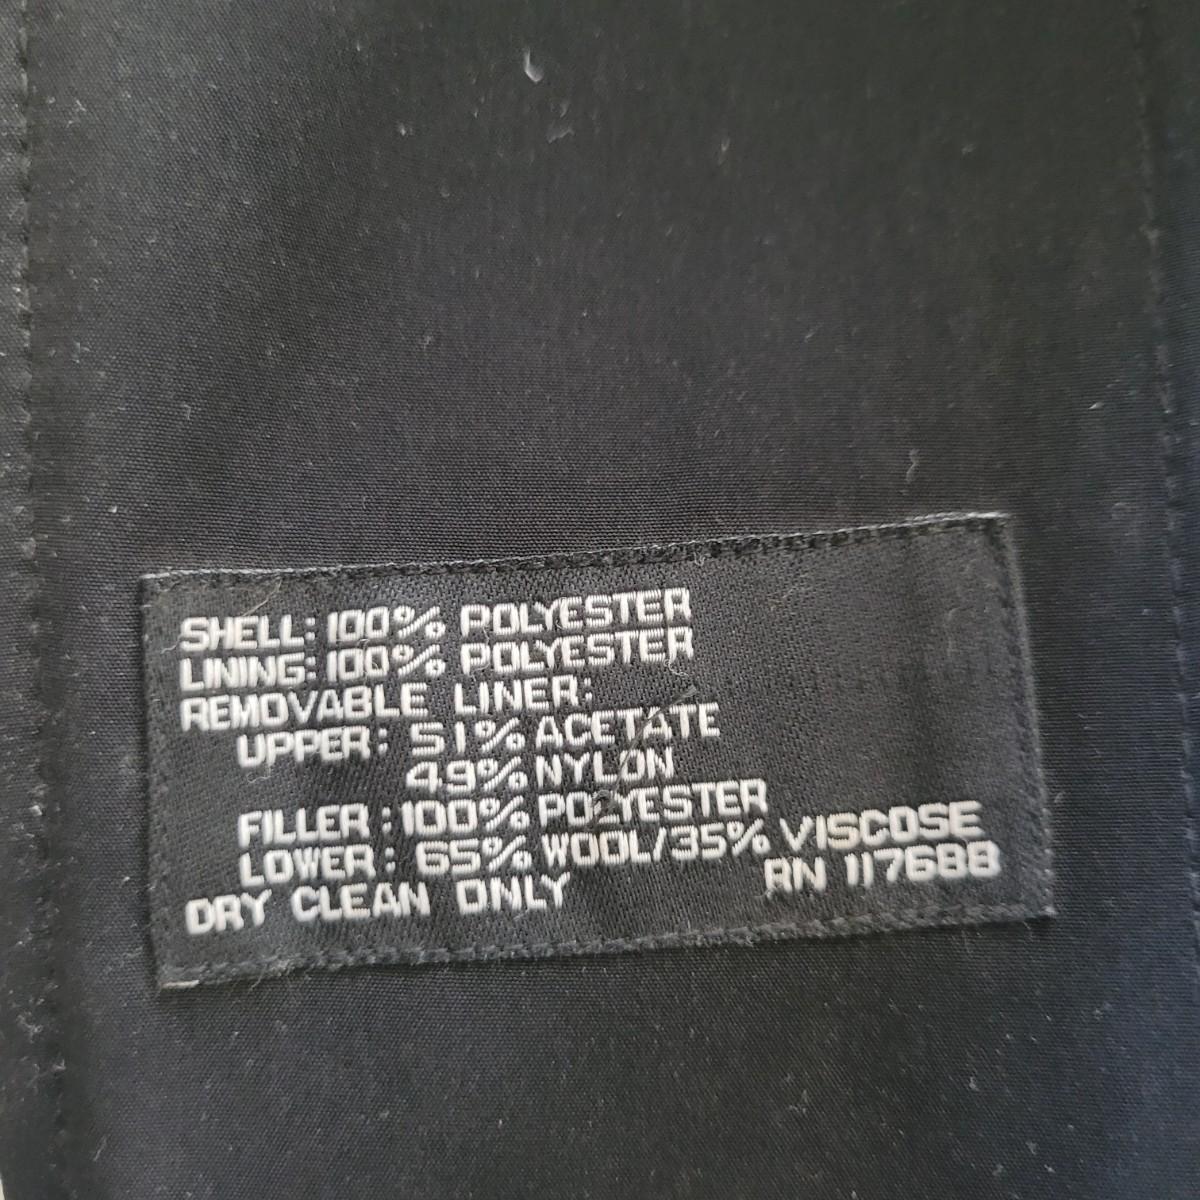 SHELL: 100% POLYESTER
LINING: 100% POLYESTER
REMOVABLE LINER:
UPPER: 51% ACETATE
49% NYLON
FILLER: 100% POLYESTER
LOWER: 65% WOOL/35% VISCOSE
DRY CLEAN ONLY RN 117688